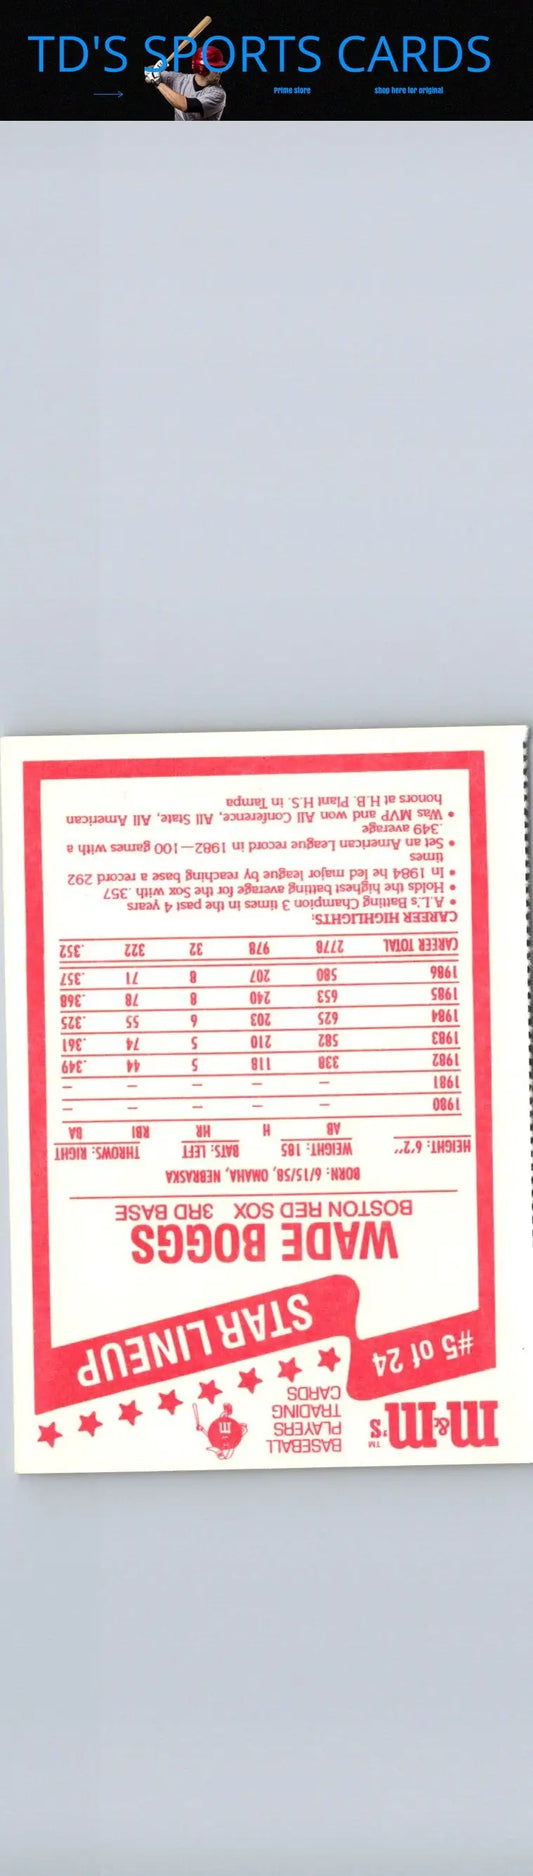 TD'S SPORTS CARDS
Prime store
shop here for original
m&m's™
BASEBALL
PLAYERS
TRADING
CARDS
m
#5 of 24
STAR LINEUP
WADE BOGGS
BOSTON RED SOX 3RD BASE
BORN: 6/15/58, OMAHA, NEBRASKA
HEIGHT: 6'2" WEIGHT: 185 BATS: LEFT THROWS: RIGHT
AB H HR RBI BA
1980 — — — — —
1981 — — — — —
1982 338 118 5 44 .349
1983 582 210 5 74 .361
1984 625 203 6 55 .325
1985 653 240 8 78 .368
1986 580 207 8 71 .357
CAREER TOTAL 2778 978 32 322 .352
CAREER HIGHLIGHTS:
• A.L.'s Batting Champion 3 times in the past 4 years
• Holds the highest batting average for the Sox with .357
• In 1984 he led major league by reaching base a record 292
times
• Set an American League record in 1982—100 games with a
.349 average
• Was MVP and won All Conference, All State, All American
honors at H.B. Plant H.S. in Tampa